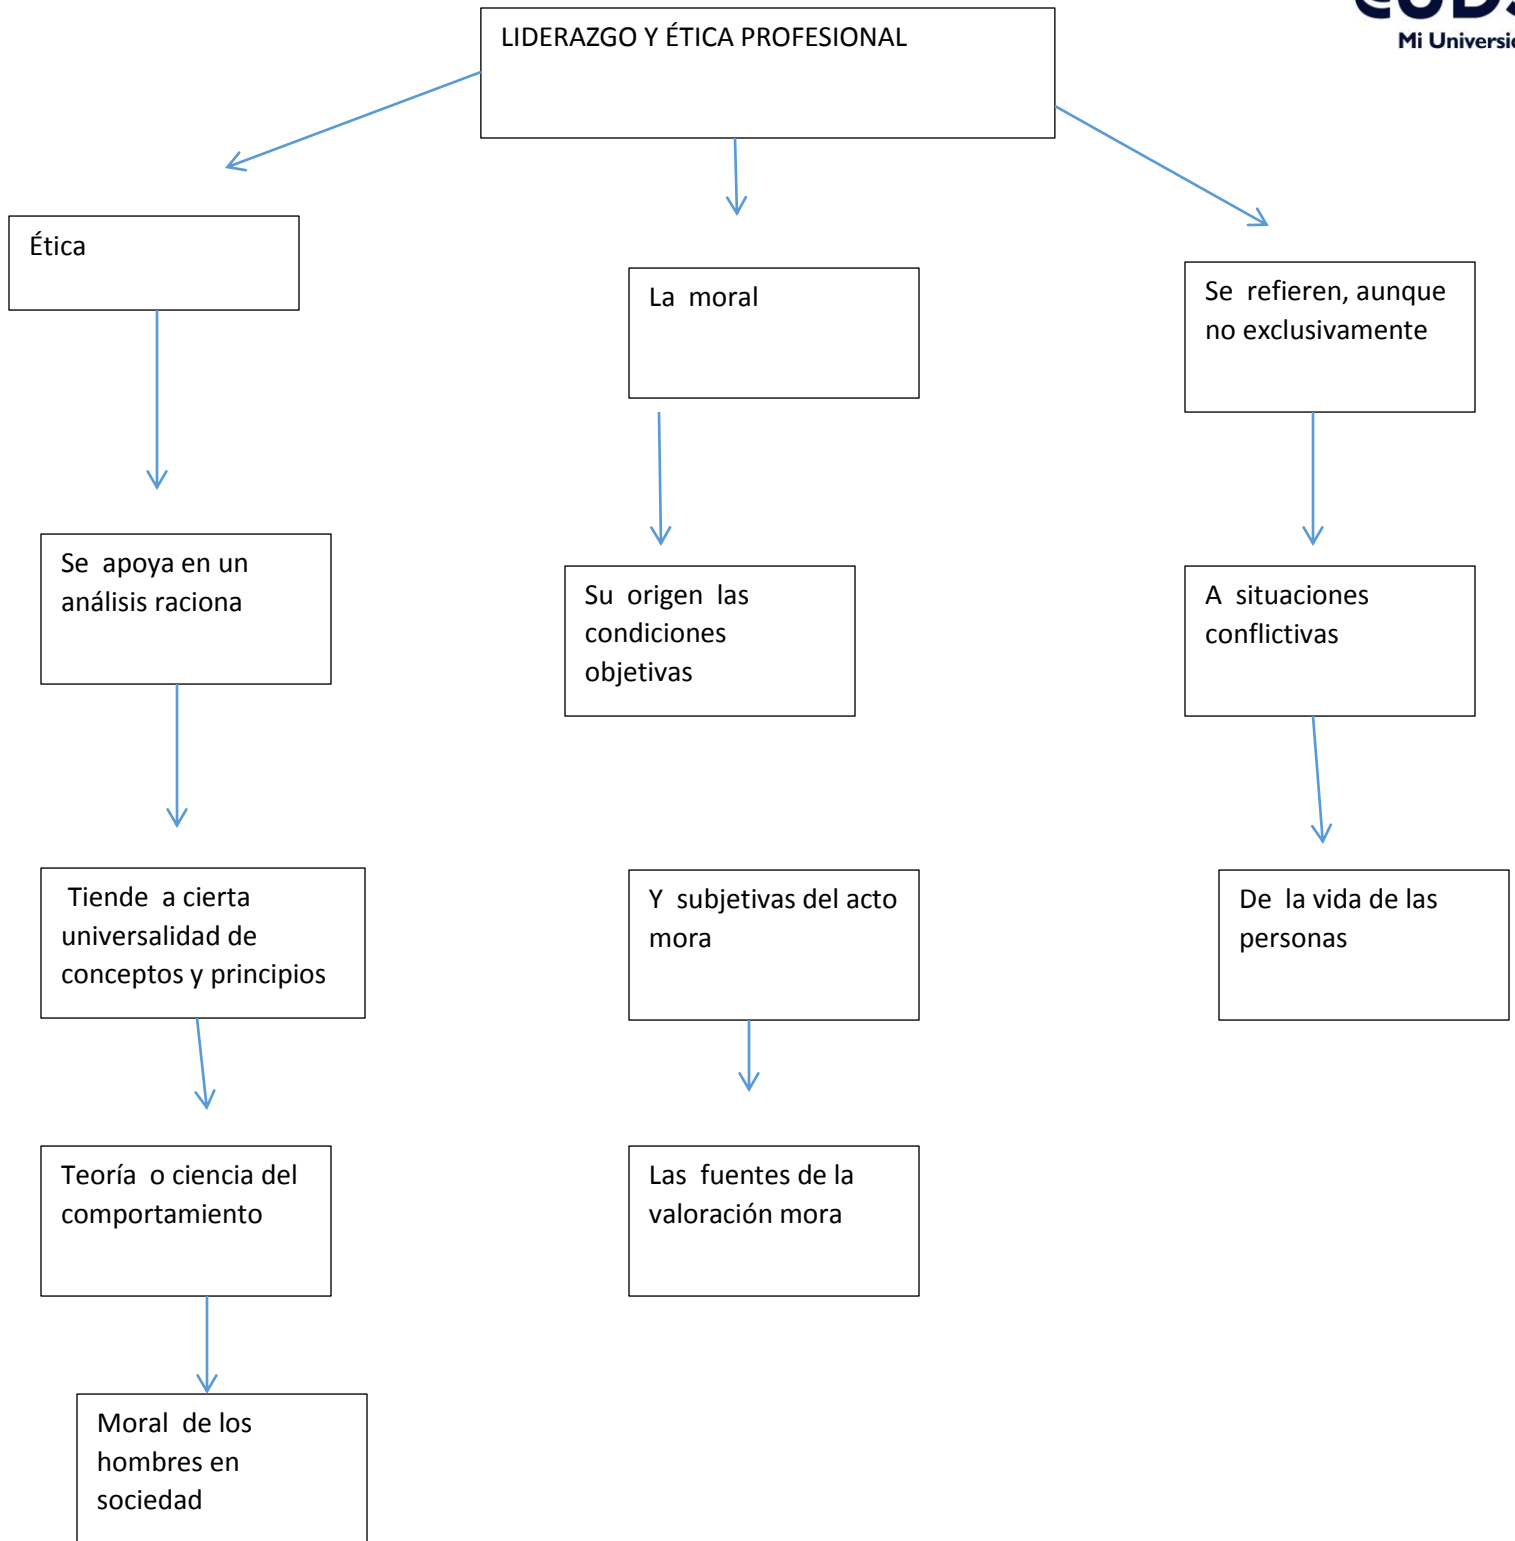 Mi Universi
LIDERAZGO Y ÉTICA PROFESIONAL
Ética
La moral
Se refieren, aunque
no exclusivamente
Se apoya en un
análisis raciona
Su origen las
condiciones
objetivas
A situaciones
conflictivas
Tiende a cierta
universalidad de
conceptos y principios
Y subjetivas del acto
mora
De la vida de las
personas
Teoría o ciencia del
comportamiento
Las fuentes de la
valoración mora
Moral de los
hombres en
sociedad